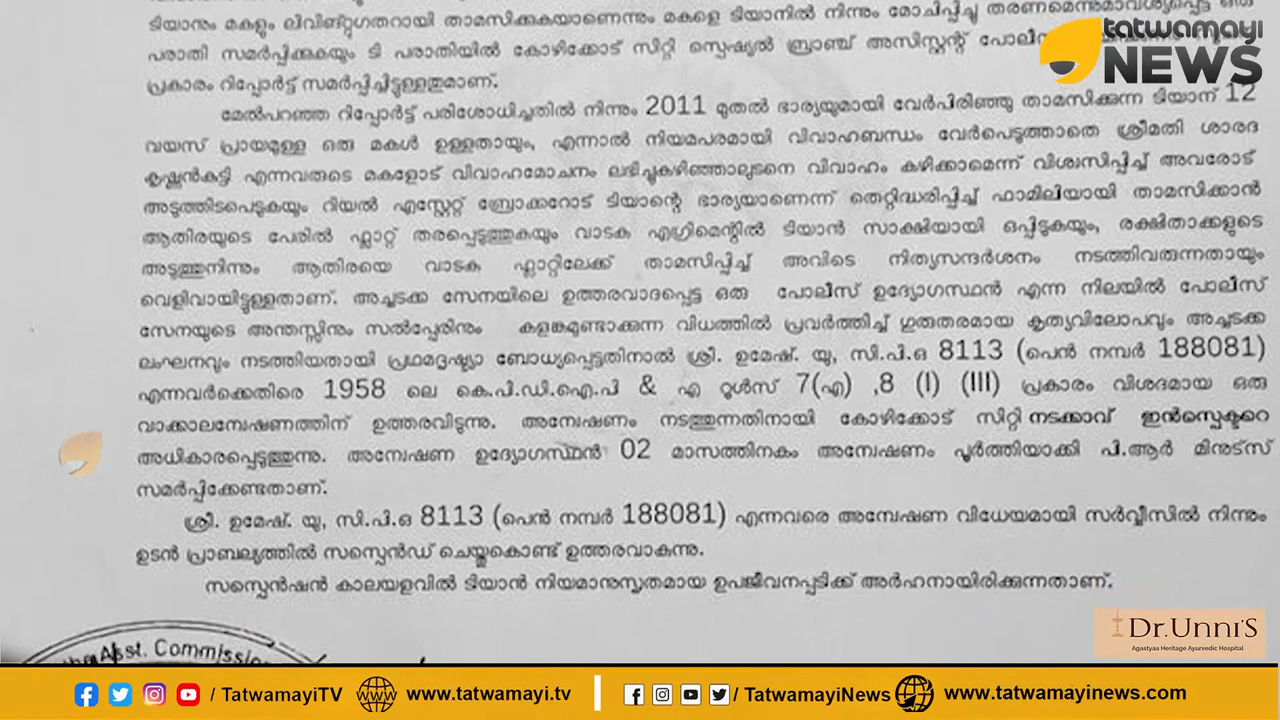 ടിയാനും മകളും ലിവിങ്റ്റുഗതറായി താമസിക്കുകയാണെന്നും മകളെ ടിയാനിൽ നിന്നും മോചിപ്പിച്ച് തരണമെന്നുമാവശ്യപ്പെട്ട ഒരു
പരാതി സമർപ്പിക്കുകയും ടി പരാതിയിൽ കോഴിക്കോട് സിറ്റി സ്പെഷ്യൽ ബ്രാഞ്ച് അസിസ്റ്റന്റ് പോലീസ്
പ്രകാരം റിപ്പോർട്ട് സമർപ്പിച്ചിട്ടുള്ളതുമാണ്.
tatwamayi
NEWS
മേൽപറഞ്ഞ റിപ്പോർട്ട് പരിശോധിച്ചതിൽ നിന്നും 2011 മുതൽ ഭാര്യയുമായി വേർപിരിഞ്ഞു താമസിക്കുന്ന ടിയാന് 12
വയസ് പ്രായമുള്ള ഒരു മകൾ ഉള്ളതായും, എന്നാൽ നിയമപരമായി വിവാഹബന്ധം വേർപെടുത്താതെ ശ്രീമതി ശാരദ
കൃഷ്ണൻകുട്ടി എന്നവരുടെ മകളോട് വിവാഹമോചനം ലഭിച്ചുകഴിഞ്ഞാലുടനെ വിവാഹം കഴിക്കാമെന്ന് വിശ്വസിപ്പിച്ച് അവരോട്
അടുത്തിടപെടുകയും റിയൽ എസ്റ്റേറ്റ് ബ്രോക്കറോട് ടിയാന്റെ ഭാര്യയാണെന്ന് തെറ്റിദ്ധരിപ്പിച്ച് ഫാമിലിയായി താമസിക്കാൻ
ആതിരയുടെ പേരിൽ ഫ്ലാറ്റ് തരപ്പെടുത്തുകയും വാടക എഗ്രിമെന്റിൽ ടിയാൻ സാക്ഷിയായി ഒപ്പിടുകയും, രക്ഷിതാക്കളുടെ
അടുത്തുനിന്നും ആതിരയെ വാടക ഫ്ലാറ്റിലേക്ക് താമസിപ്പിച്ച് അവിടെ നിത്യസന്ദർശനം നടത്തിവരുന്നതായും
വെളിവായിട്ടുള്ളതാണ്. അച്ചടക്ക സേനയിലെ ഉത്തരവാദപ്പെട്ട ഒരു പോലീസ് ഉദ്യോഗസ്ഥൻ എന്ന നിലയിൽ പോലീസ്
സേനയുടെ അന്തസ്സിനും സൽപ്പേരിനും കളങ്കമുണ്ടാക്കുന്ന വിധത്തിൽ പ്രവർത്തിച്ച് ഗുരുതരമായ കൃത്യവിലോപവും അച്ചടക്ക
ലംഘനവും നടത്തിയതായി പ്രഥമദൃഷ്ട്യാ ബോധ്യപ്പെട്ടതിനാൽ ശ്രീ. ഉമേഷ്. യു, സി.പി.ഒ 8113 (പെൻ നമ്പർ 188081)
എന്നവർക്കെതിരെ 1958 ലെ കെ.പി.ഡി.ഐ.പി & എ റൂൾസ് 7(എ) ,8 (I) (III) പ്രകാരം വിശദമായ ഒരു
വാക്കാലന്വേഷണത്തിന് ഉത്തരവിടുന്നു. അന്വേഷണം നടത്തുന്നതിനായി കോഴിക്കോട് സിറ്റി നടക്കാവ് ഇൻസ്പെക്ടറെ
അധികാരപ്പെടുത്തുന്നു. അന്വേഷണ ഉദ്യോഗസ്ഥൻ 02 മാസത്തിനകം അന്വേഷണം പൂർത്തിയാക്കി പി.ആർ മിനുട്സ്
സമർപ്പിക്കേണ്ടതാണ്.
ശ്രീ. ഉമേഷ്. യു, സി.പി.ഒ 8113 (പെൻ നമ്പർ 188081) എന്നവരെ അന്വേഷണ വിധേയമായി സർവ്വീസിൽ നിന്നും
ഉടൻ പ്രാബല്യത്തിൽ സസ്പെൻഡ് ചെയ്തുകൊണ്ട് ഉത്തരവാകുന്നു.
സസ്പെൻഷൻ കാലയളവിൽ ടിയാൻ നിയമാനുസൃതമായ ഉപജീവനപ്പടിക്ക് അർഹനായിരിക്കുന്നതാണ്.
Asst. Commissio
Dr.Unni'S
Agastyaa Heritage Ayurvedic Hospital
/ TatwamayiTV www.tatwamayi.tv / TatwamayiNews www.tatwamayinews.com